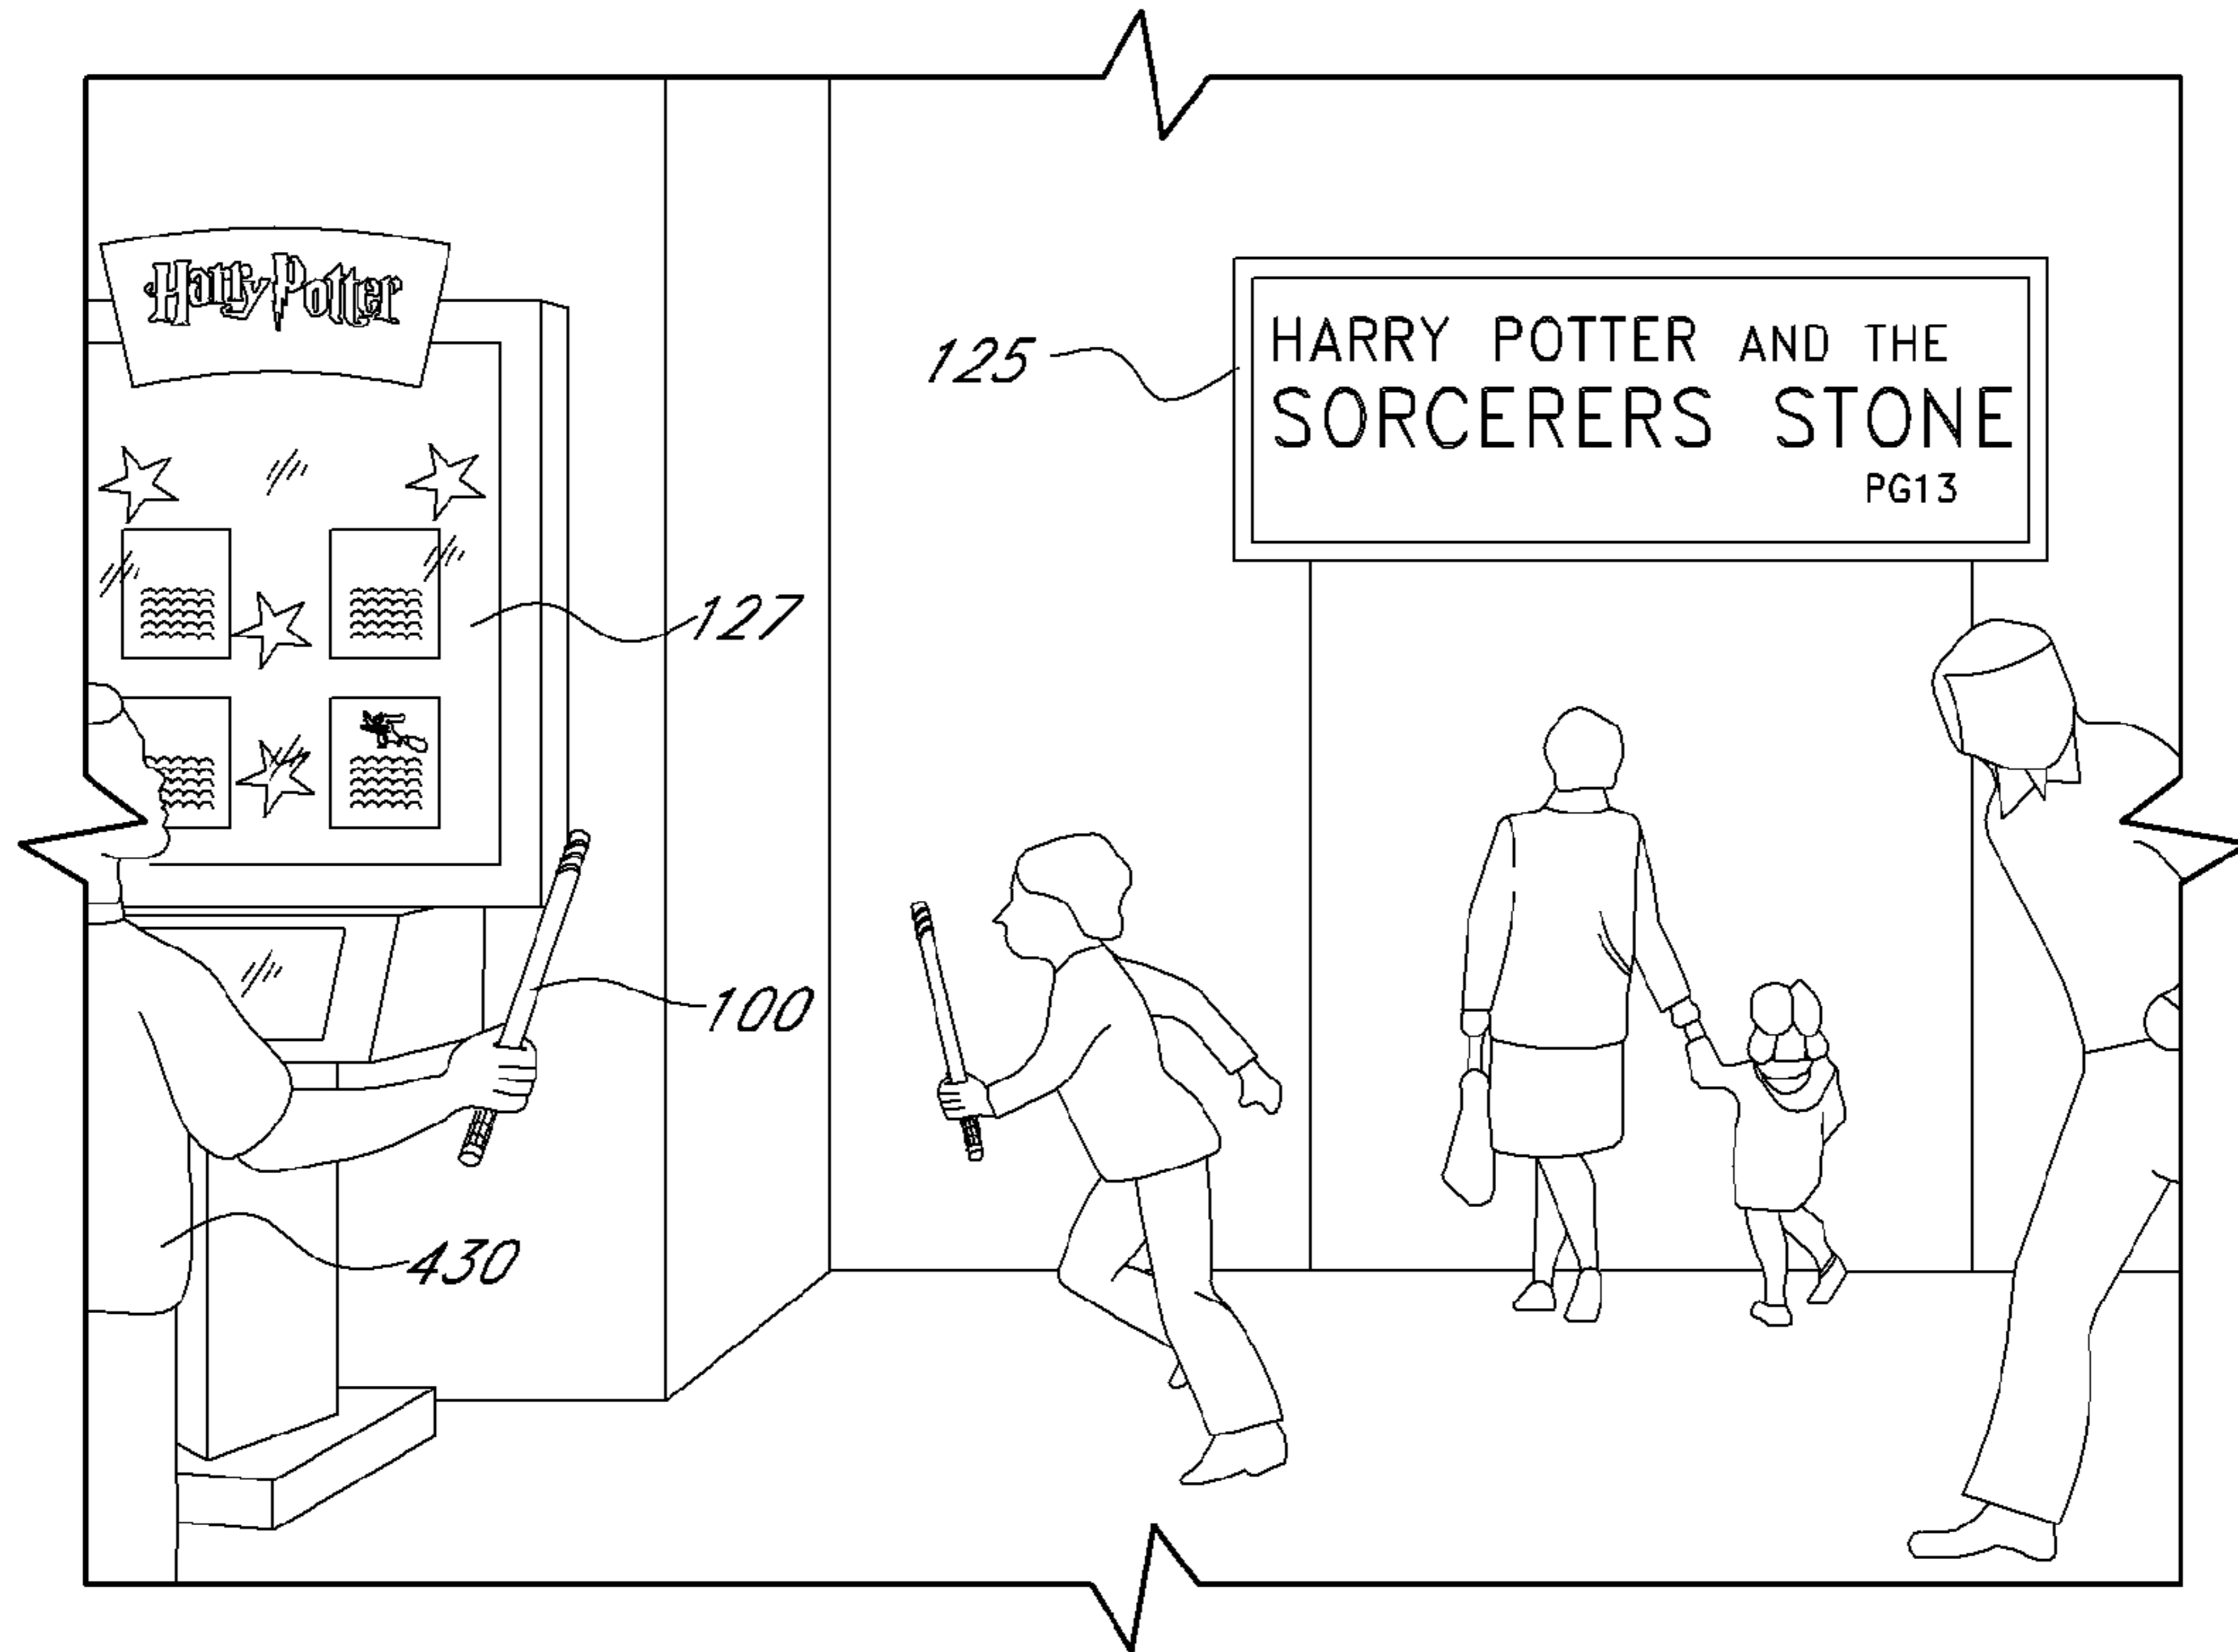 Harry Potter
125
HARRY POTTER AND THE
SORCERERS STONE
PG13
127
100
430